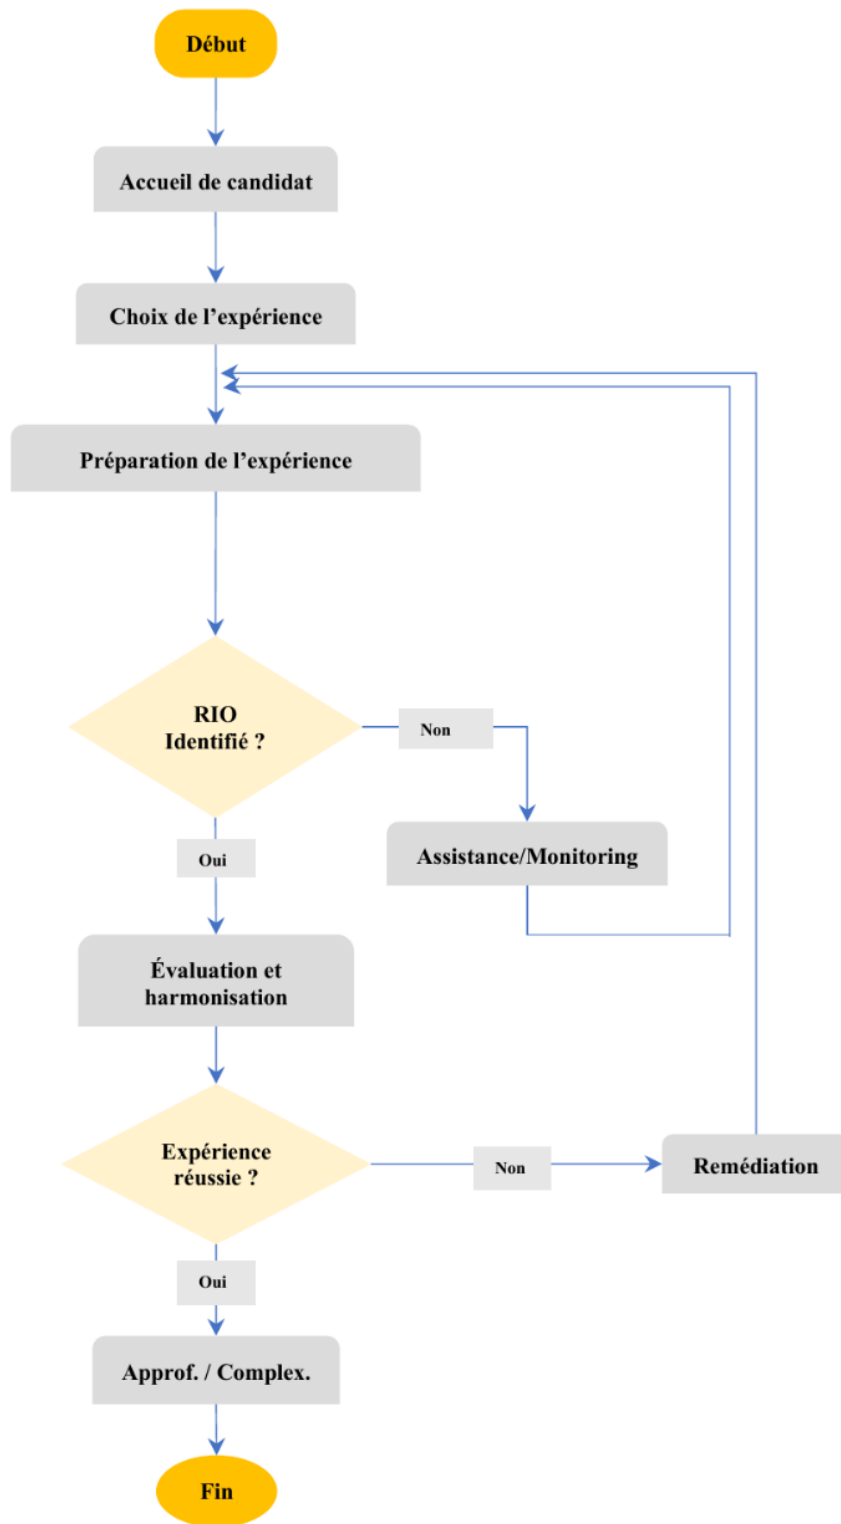 Début
Accueil de candidat
Choix de l’expérience
Préparation de l’expérience
RIO
Identifié ?
Non
Assistance/Monitoring
Oui
Évaluation et
harmonisation
Expérience
réussie ?
Non
Remédiation
Oui
Approf. / Complex.
Fin